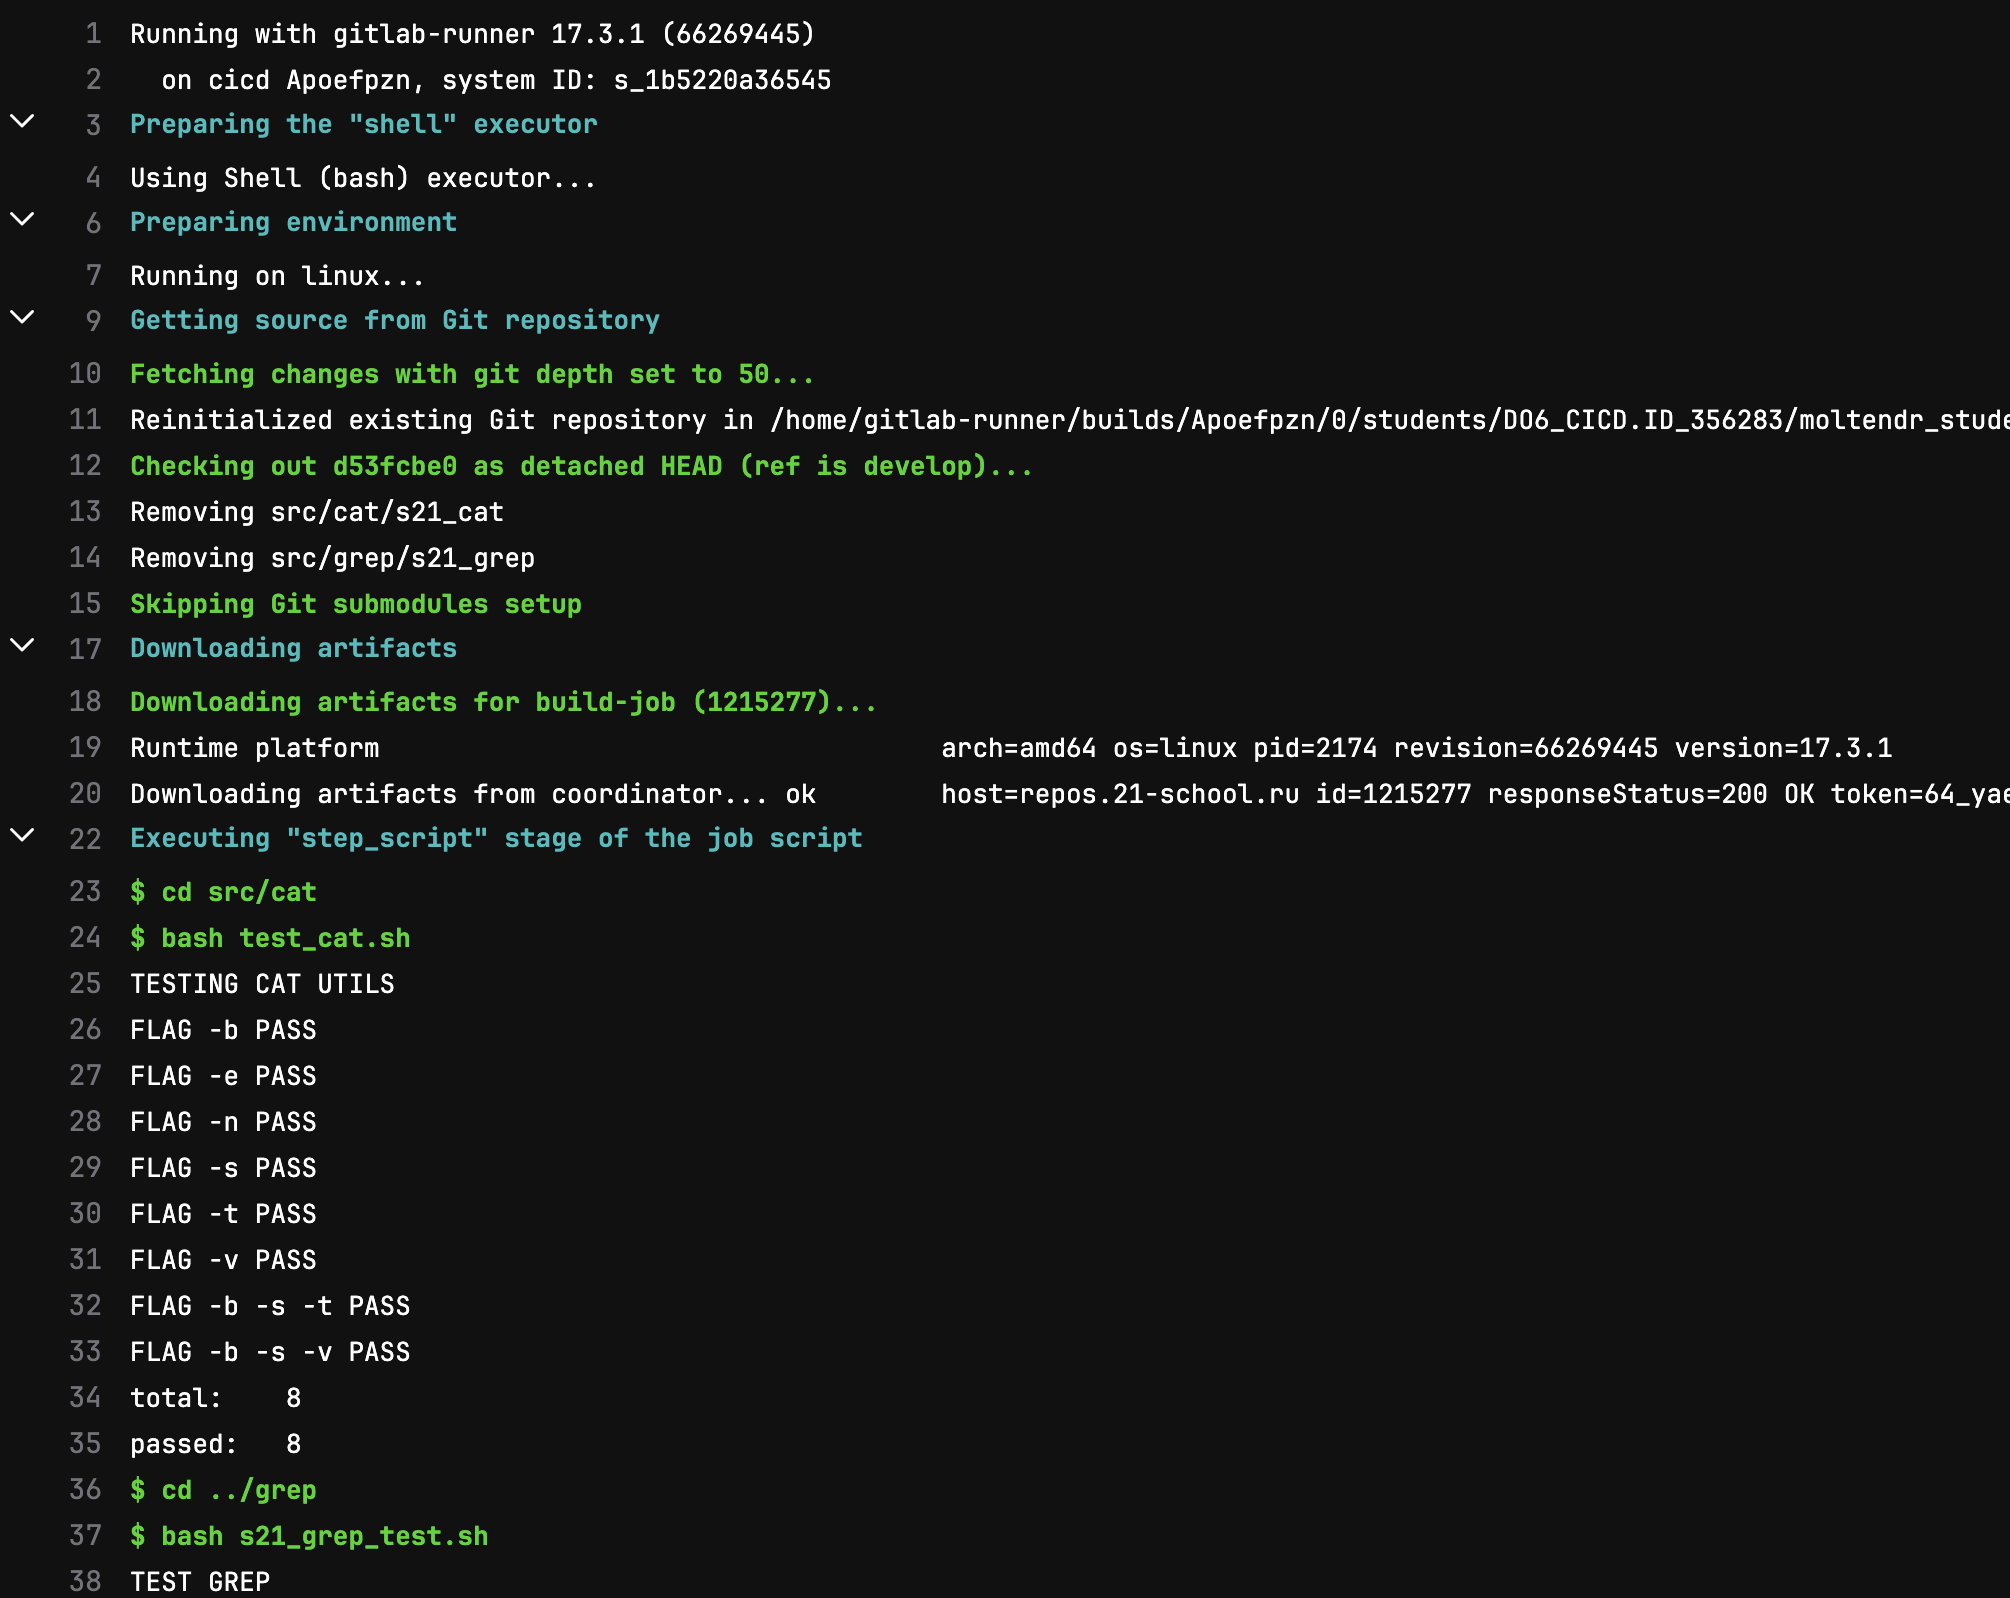 1 Running with gitlab-runner 17.3.1 (66269445)
2 on cicd Apoefpzn, system ID: s_1b5220a36545
3 Preparing the "shell" executor
4 Using Shell (bash) executor...
6 Preparing environment
7 Running on linux...
9 Getting source from Git repository
10 Fetching changes with git depth set to 50...
11 Reinitialized existing Git repository in /home/gitlab-runner/builds/Apoefpzn/0/students/DO6_CICD.ID_356283/moltendr_stude
12 Checking out d53fcbe0 as detached HEAD (ref is develop)...
13 Removing src/cat/s21_cat
14 Removing src/grep/s21_grep
15 Skipping Git submodules setup
17 Downloading artifacts
18 Downloading artifacts for build-job (1215277)...
19 Runtime platform arch=amd64 os=linux pid=2174 revision=66269445 version=17.3.1
20 Downloading artifacts from coordinator... ok host=repos.21-school.ru id=1215277 responseStatus=200 OK token=64_yae
22 Executing "step_script" stage of the job script
23 $ cd src/cat
24 $ bash test_cat.sh
25 TESTING CAT UTILS
26 FLAG -b PASS
27 FLAG -e PASS
28 FLAG -n PASS
29 FLAG -s PASS
30 FLAG -t PASS
31 FLAG -v PASS
32 FLAG -b -s -t PASS
33 FLAG -b -s -v PASS
34 total: 8
35 passed: 8
36 $ cd ../grep
37 $ bash s21_grep_test.sh
38 TEST GREP